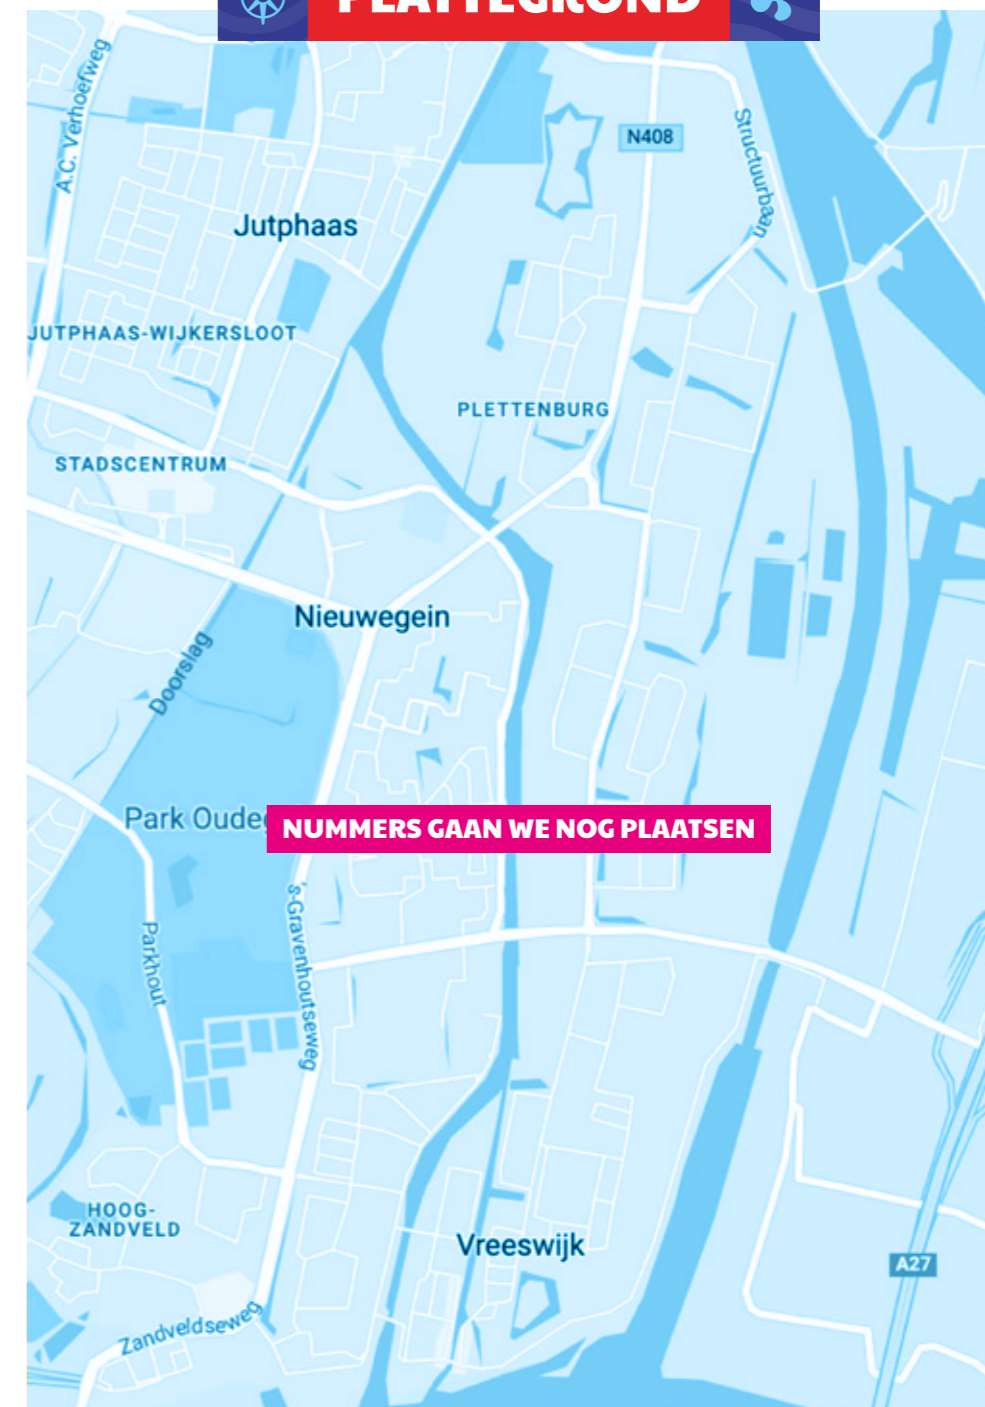 PLATTEGROND
A.C. Verhoefweg
N408
Structuurbaan
Jutphaas
JUTPHAAS-WIJKERSLOOT
PLETTENBURG
STADSCENTRUM
Nieuwegein
Doorslag
Park Oude
NUMMERS GAAN WE NOG PLAATSEN
's-Gravenhoutseweg
Parkhout
HOOG-
ZANDVELD
Vreeswijk
A27
Zandveldseweg